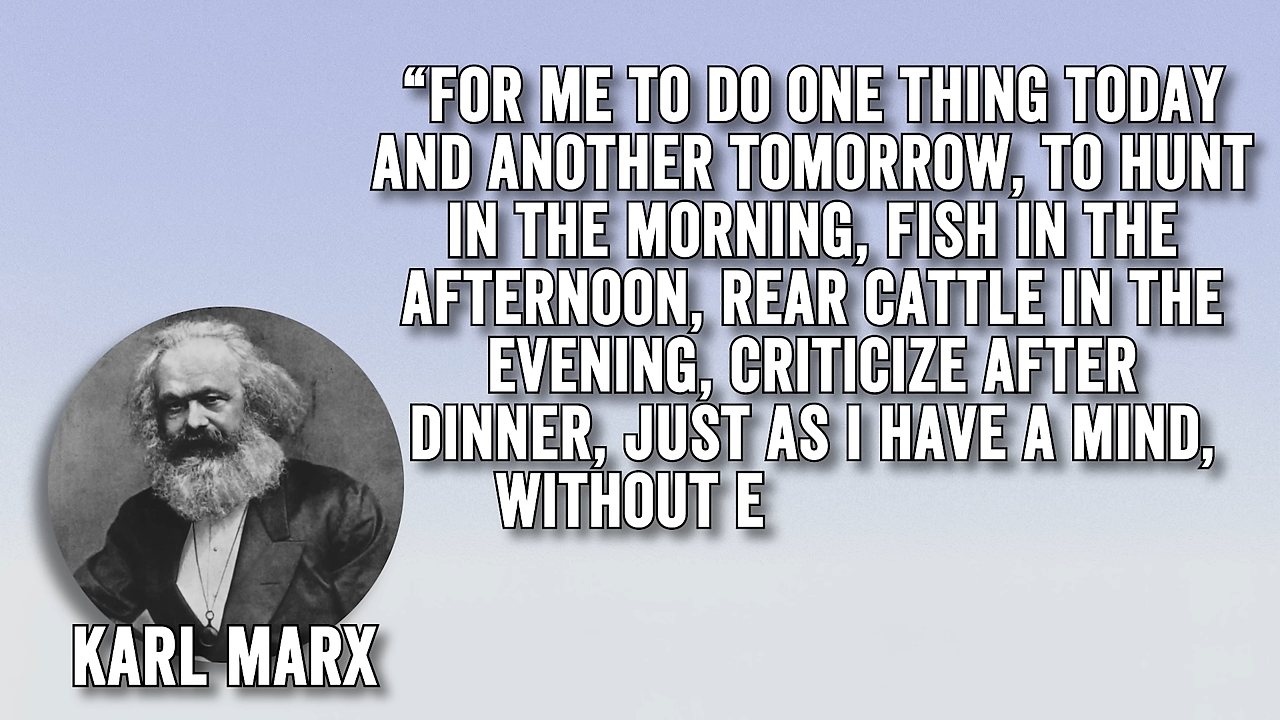 “FOR ME TO DO ONE THING TODAY
AND ANOTHER TOMORROW, TO HUNT
IN THE MORNING, FISH IN THE
AFTERNOON, REAR CATTLE IN THE
EVENING, CRITICIZE AFTER
DINNER, JUST AS I HAVE A MIND,
WITHOUT E
KARL MARX